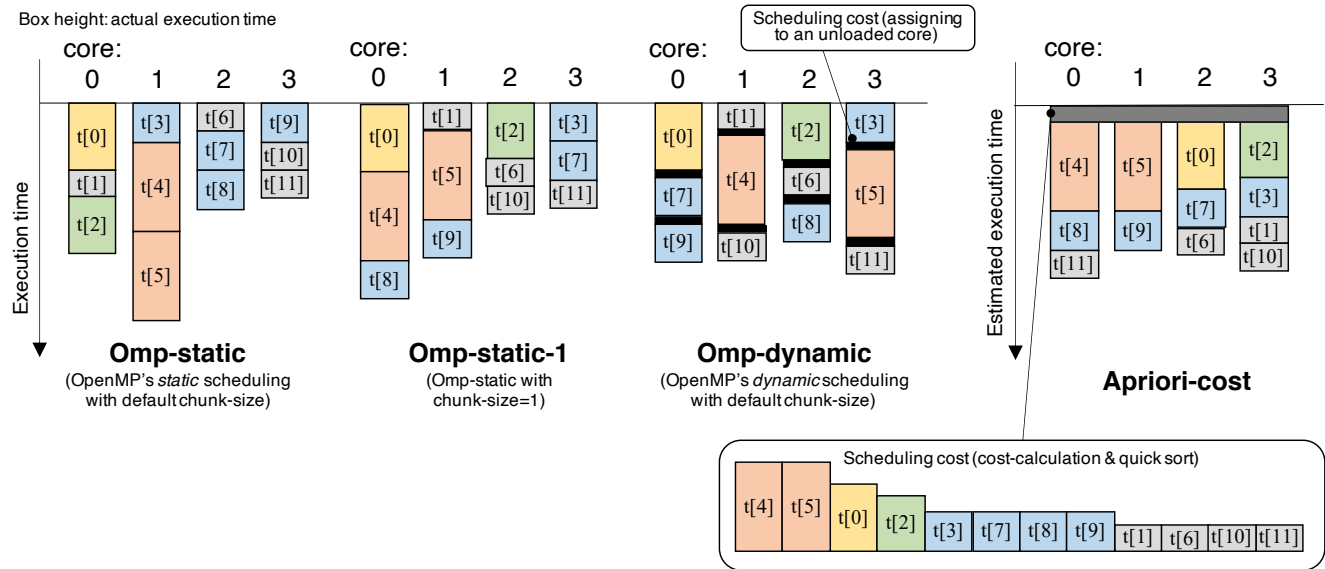 Box height: actual execution time
Scheduling cost (assigning
to an unloaded core)
core:
0 1 2 3
core:
0 1 2 3
core:
0 1 2 3
core:
0 1 2 3
Execution time
t[0]
t[1]
t[2]
t[3]
t[4]
t[5]
t[6]
t[7]
t[8]
t[9]
t[10]
t[11]
Omp-static
(OpenMP's static scheduling
with default chunk-size)
t[0]
t[4]
t[8]
t[1]
t[5]
t[9]
t[2]
t[6]
t[10]
t[3]
t[7]
t[11]
Omp-static-1
(Omp-static with
chunk-size=1)
t[0]
t[7]
t[9]
t[1]
t[4]
t[10]
t[2]
t[6]
t[8]
t[3]
t[5]
t[11]
Omp-dynamic
(OpenMP's dynamic scheduling
with default chunk-size)
Estimated execution time
t[4]
t[8]
t[11]
t[5]
t[9]
t[0]
t[7]
t[6]
t[2]
t[3]
t[1]
t[10]
Apriori-cost
Scheduling cost (cost-calculation & quick sort)
t[4] t[5] t[0] t[2] t[3] t[7] t[8] t[9] t[1] t[6] t[10] t[11]